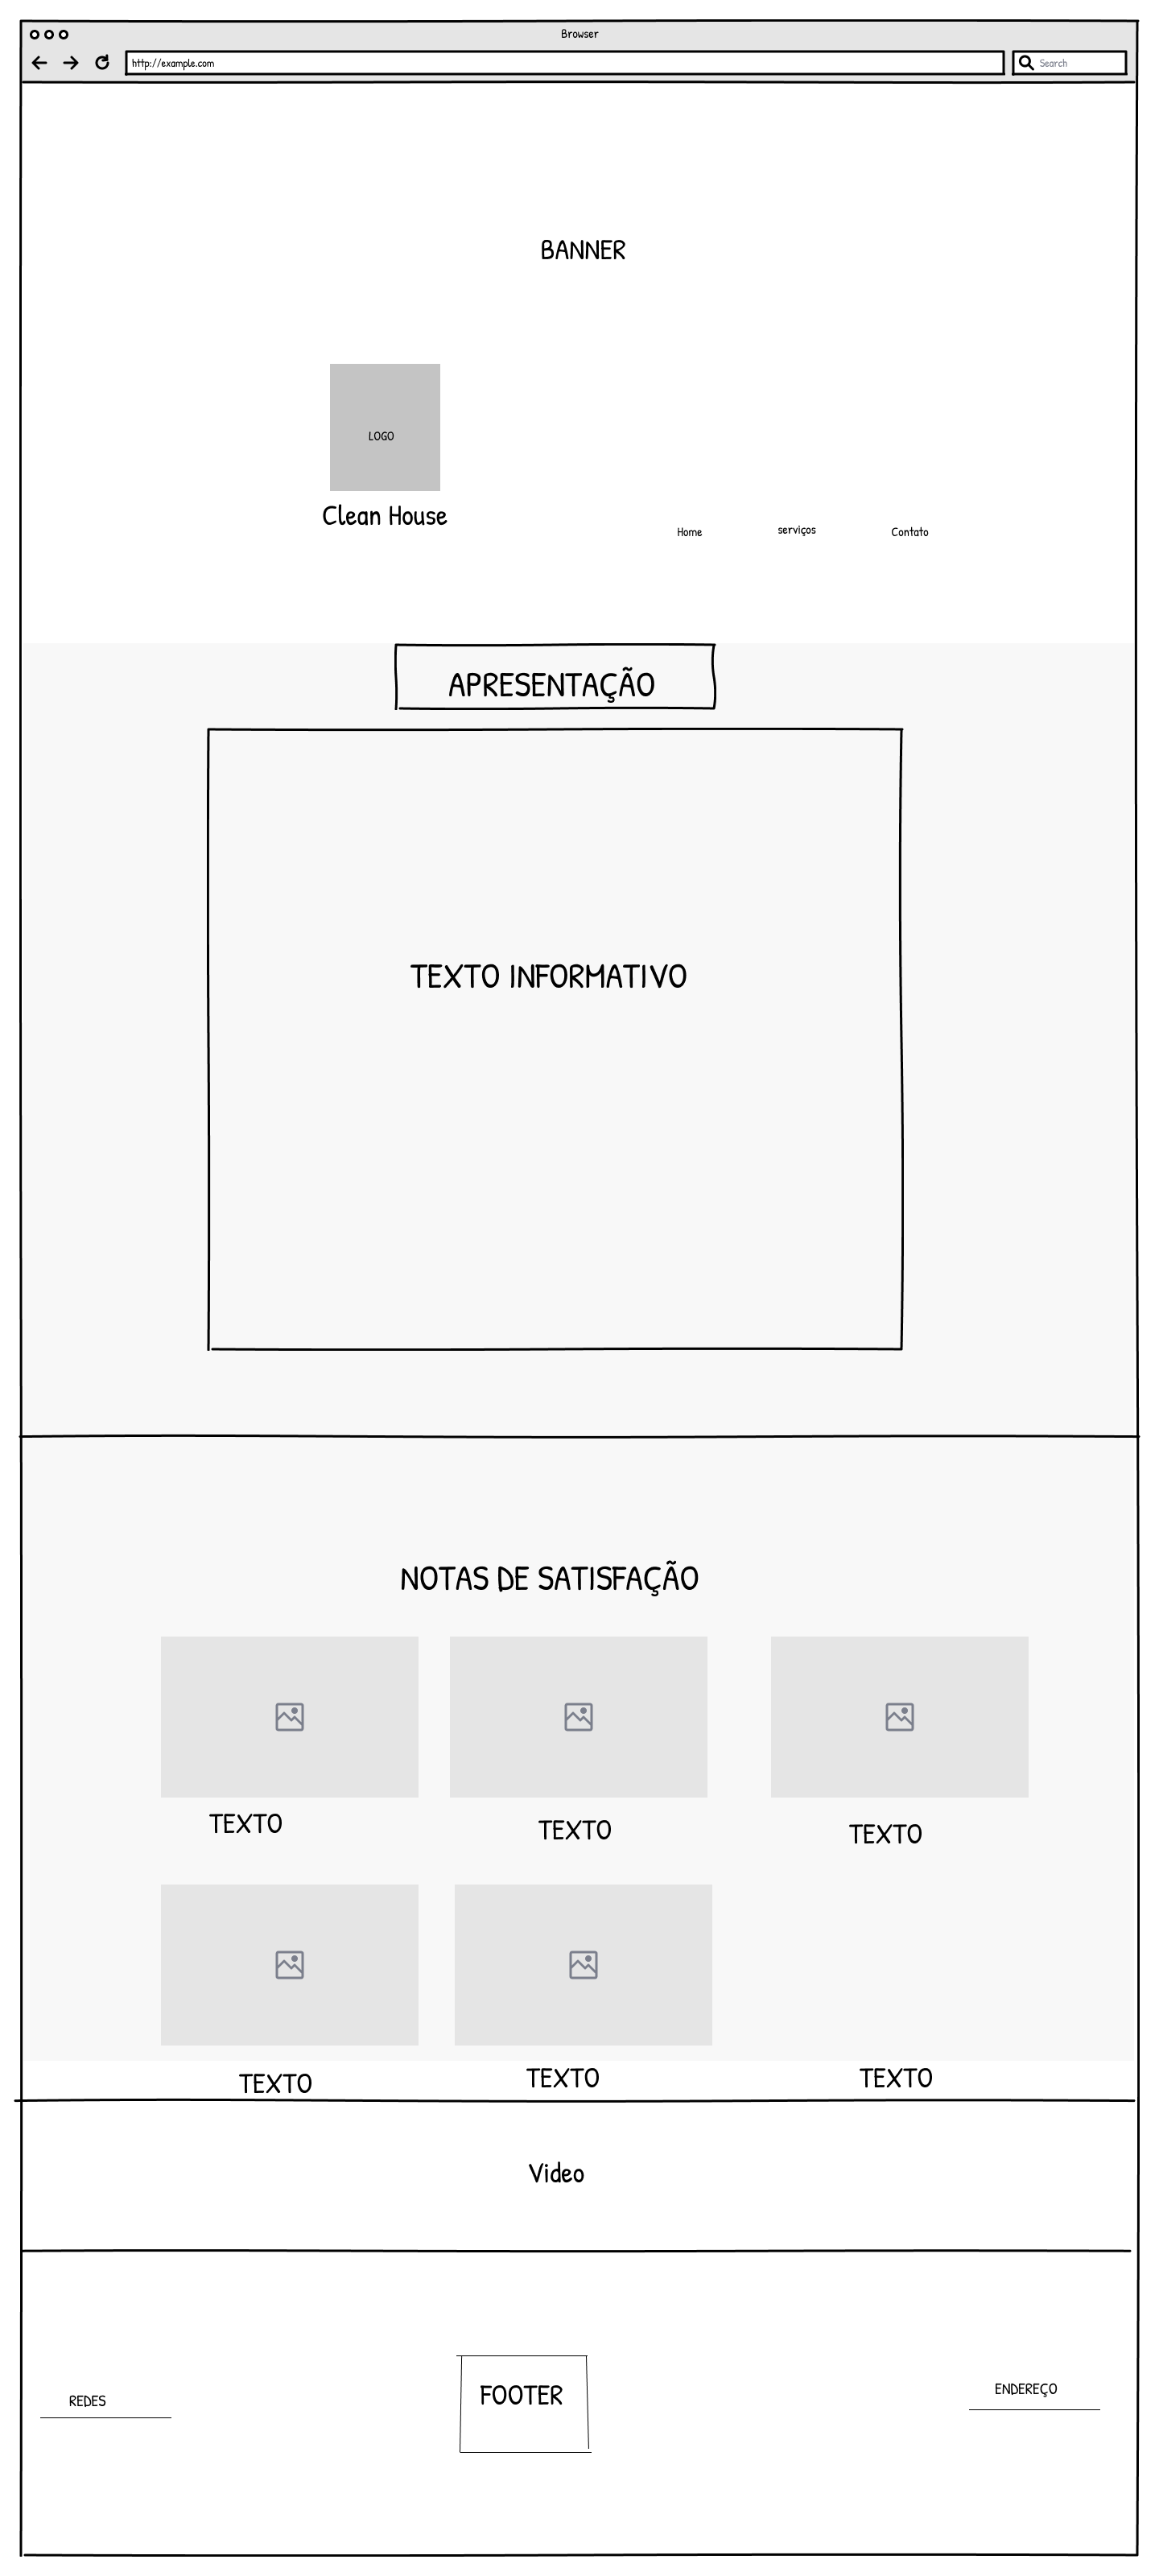 Browser
http://example.com
Search
BANNER
LOGO
Clean House
Home
serviços
Contato
APRESENTAÇÃO
TEXTO INFORMATIVO
NOTAS DE SATISFAÇÃO
TEXTO
TEXTO
TEXTO
TEXTO
TEXTO
TEXTO
Video
REDES
FOOTER
ENDEREÇO